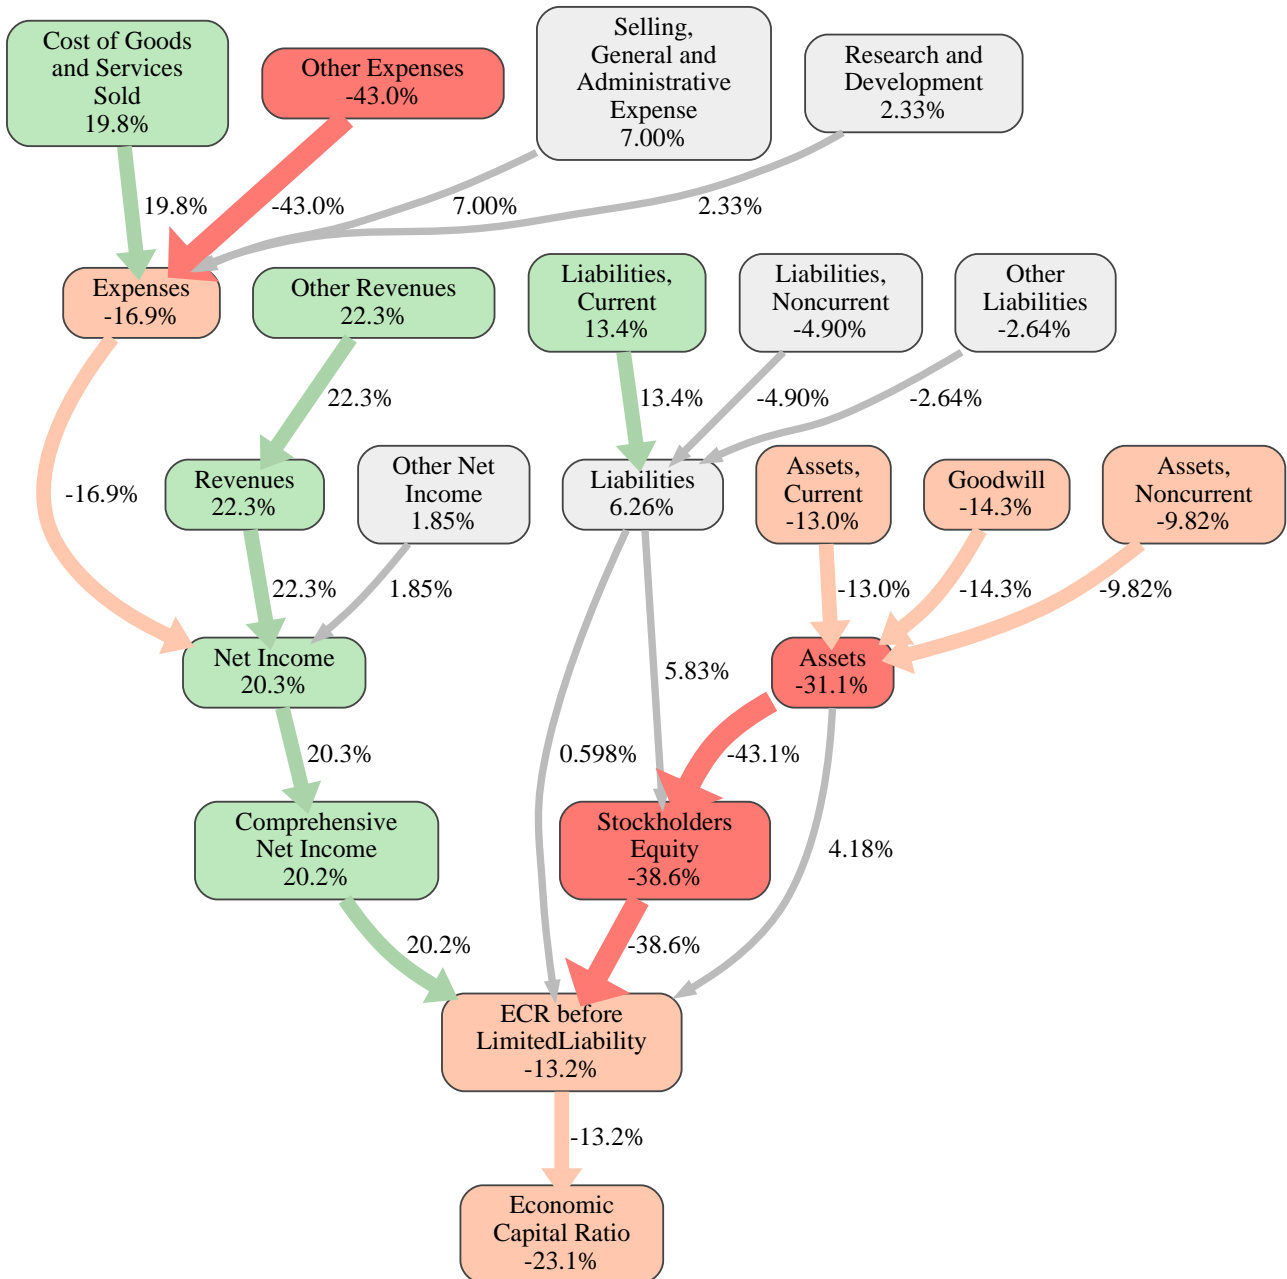 Cost of Goods
and Services
Sold
19.8%
Other Expenses
-43.0%
Selling,
General and
Administrative
Expense
7.00%
Research and
Development
2.33%
19.8%
-43.0%
7.00%
2.33%
Expenses
-16.9%
Other Revenues
22.3%
Liabilities,
Current
13.4%
Liabilities,
Noncurrent
-4.90%
Other
Liabilities
-2.64%
22.3%
13.4%
-4.90%
-2.64%
-16.9%
Revenues
22.3%
Other Net
Income
1.85%
Liabilities
6.26%
Assets,
Current
-13.0%
Goodwill
-14.3%
Assets,
Noncurrent
-9.82%
22.3%
1.85%
-13.0%
-14.3%
-9.82%
Net Income
20.3%
5.83%
Assets
-31.1%
20.3%
0.598%
-43.1%
Comprehensive
Net Income
20.2%
Stockholders
Equity
-38.6%
4.18%
20.2%
-38.6%
ECR before
LimitedLiability
-13.2%
-13.2%
Economic
Capital Ratio
-23.1%